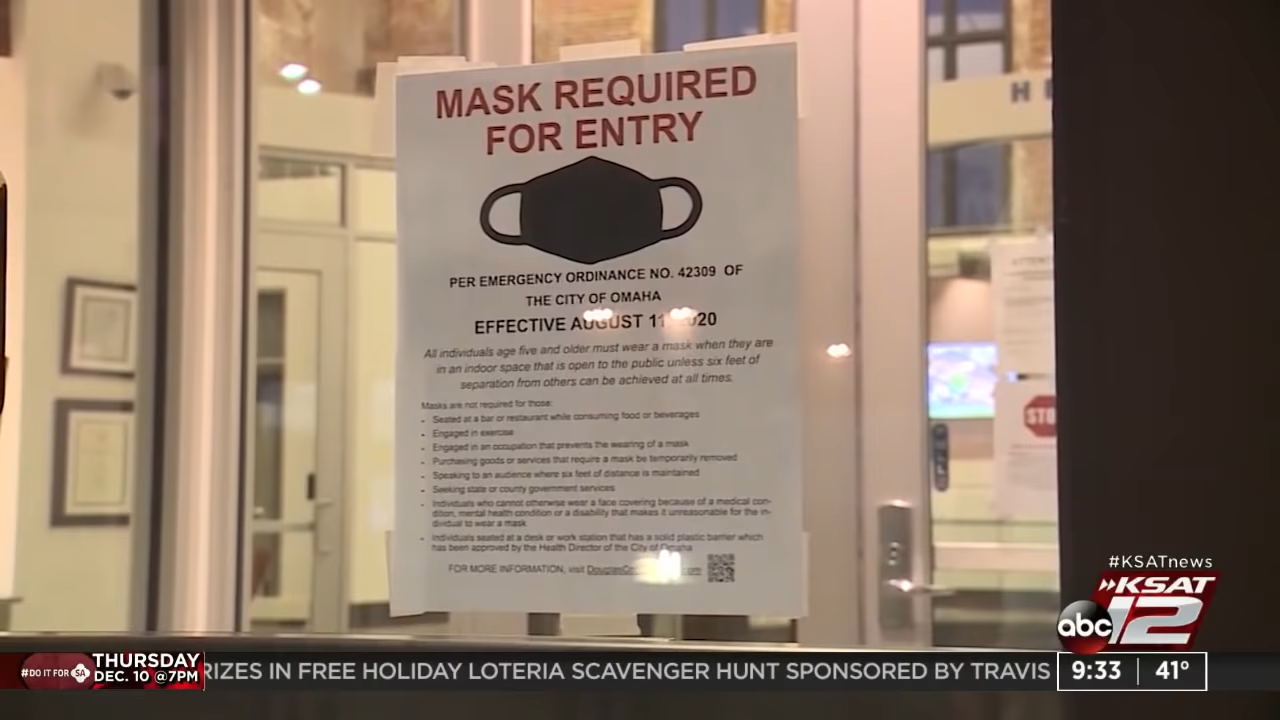 MASK REQUIRED
FOR ENTRY
PER EMERGENCY ORDINANCE NO. 42309 OF
THE CITY OF OMAHA
EFFECTIVE AUGUST 11 20
All individuals age five and older must wear a mask when they are
in an indoor space that is open to the public unless six feet of
separation from others can be achieved at all times.
Masks are not required for those:
- Seated at a bar or restaurant while consuming food or beverages
- Engaged in exercise
- Engaged in an occupation that prevents the wearing of a mask
- Purchasing goods or services that require a mask be temporarily removed
- Speaking to an audience where six feet of distance is maintained
- Seeking state or county government services
- Individuals who cannot otherwise wear a face covering because of a medical con-
dition, mental health condition or a disability that makes it unreasonable for the in-
dividual to wear a mask
- Individuals seated at a desk or work station that has a solid plastic barrier which
has been approved by the Health Director of the City of Omaha
FOR MORE INFORMATION, visit
H
STO
#KSATnews
KSAT
abc 12
#DO IT FOR SA
THURSDAY
DEC. 10 @7PM
RIZES IN FREE HOLIDAY LOTERIA SCAVENGER HUNT SPONSORED BY TRAVIS
9:33 41°